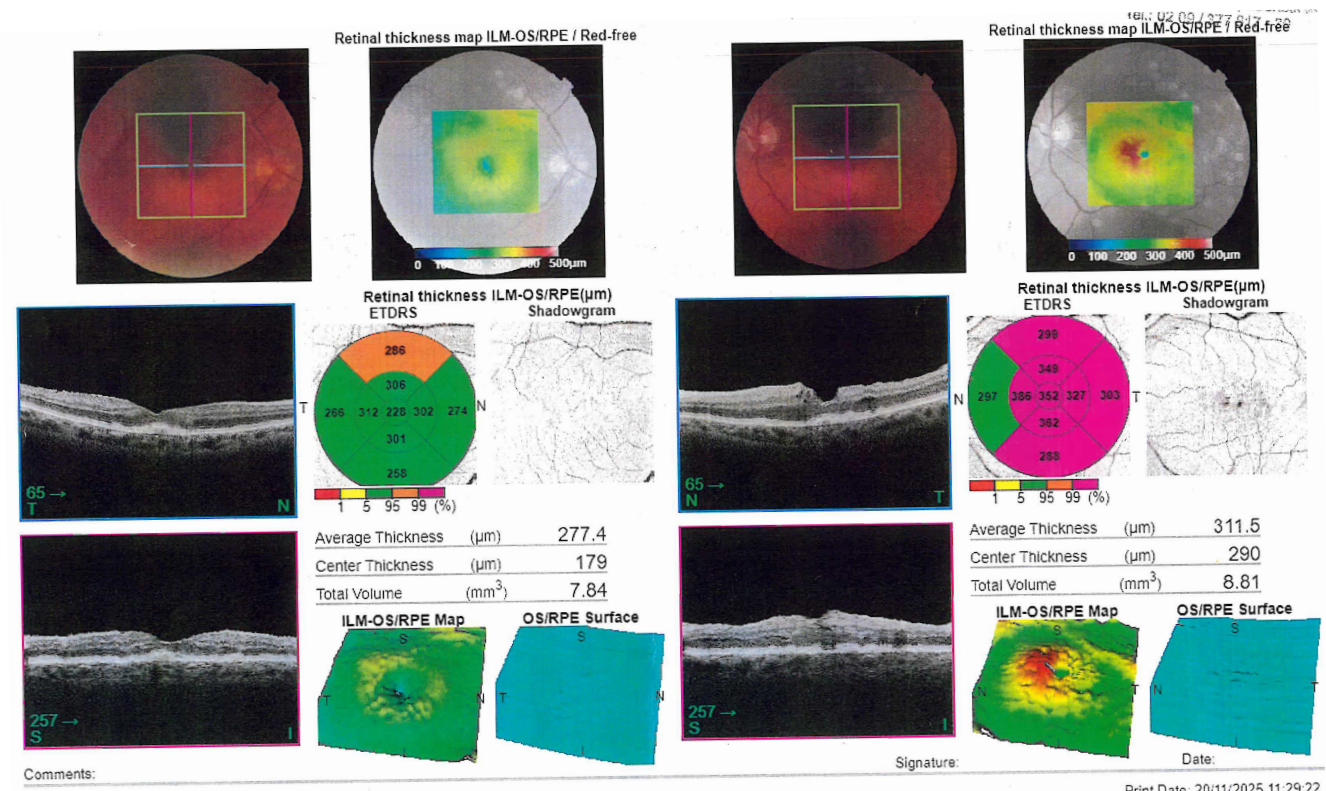 Tel.: 02 09 / 377
Retinal thickness map ILM-OS/RPE / Red-free
Retinal thickness map ILM-OS/RPE / Red-free
0 100 200 300 400 500µm
0 100 200 300 400 500µm
Retinal thickness ILM-OS/RPE(µm)
ETDRS Shadowgram
286
306
T 266 312 228 302 274 N
301
258
1 5 95 99 (%)
65 →
T N
Retinal thickness ILM-OS/RPE(µm)
ETDRS Shadowgram
299
349
N 297 386 352 327 303 T
362
288
1 5 95 99 (%)
65 →
N T
Average Thickness (µm) 277.4
Center Thickness (µm) 179
Total Volume (mm³) 7.84
ILM-OS/RPE Map OS/RPE Surface
S S
T N T N
I I
257 →
S I
Average Thickness (µm) 311.5
Center Thickness (µm) 290
Total Volume (mm³) 8.81
ILM-OS/RPE Map OS/RPE Surface
S S
N T N T
I I
257 →
S I
Comments:
Signature: Date:
Print Date: 20/11/2025 11:29:22